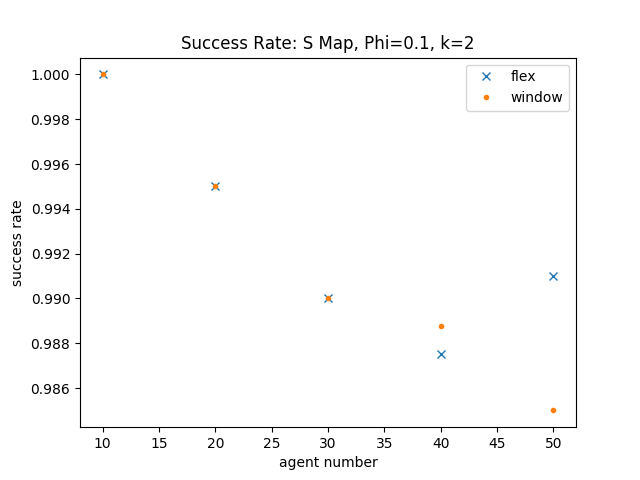 Success Rate: S Map, Phi=0.1, k=2
flex
window
success rate
1.000
0.998
0.996
0.994
0.992
0.990
0.988
0.986
10 15 20 25 30 35 40 45 50
agent number